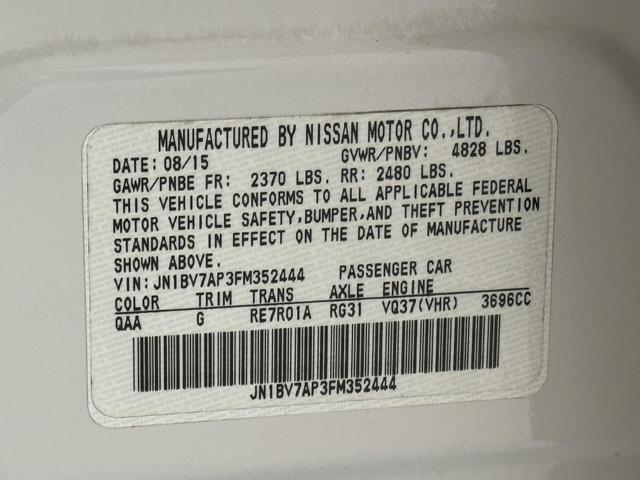 MANUFACTURED BY NISSAN MOTOR CO.,LTD.
DATE: 08/15 GVWR/PNBV: 4828 LBS.
GAWR/PNBE FR: 2370 LBS. RR: 2480 LBS.
THIS VEHICLE CONFORMS TO ALL APPLICABLE FEDERAL
MOTOR VEHICLE SAFETY,BUMPER,AND THEFT PREVENTION
STANDARDS IN EFFECT ON THE DATE OF MANUFACTURE
SHOWN ABOVE.
VIN: JN1BV7AP3FM352444 PASSENGER CAR
COLOR TRIM TRANS AXLE ENGINE
QAA G RE7R01A RG31 VQ37(VHR) 3696CC
JN1BV7AP3FM352444